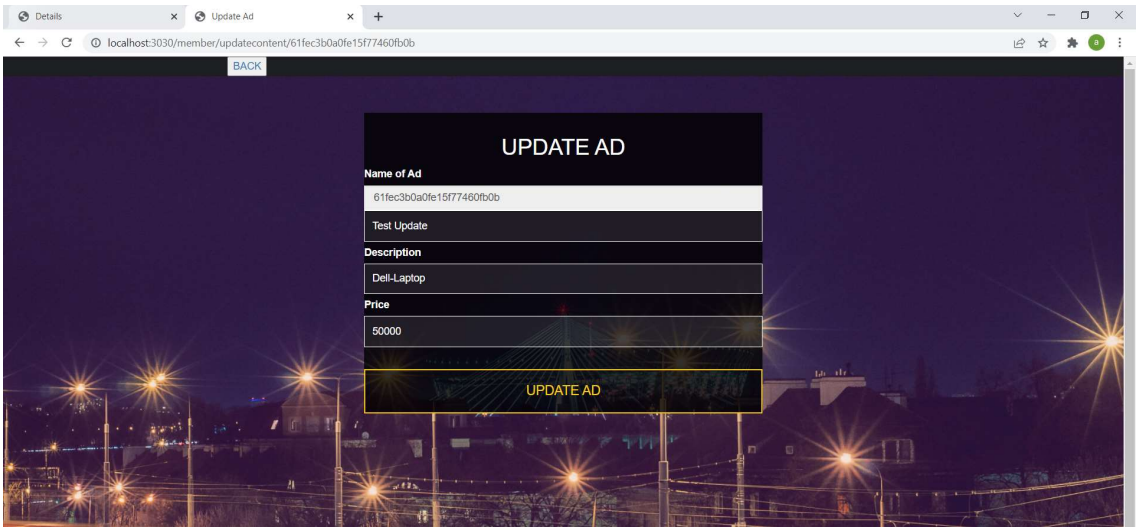 Details
Update Ad
localhost:3030/member/updatecontent/61fec3b0a0fe15f77460fb0b
a
BACK
UPDATE AD
Name of Ad
61fec3b0a0fe15f77460fb0b
Test Update
Description
Dell-Laptop
Price
50000
UPDATE AD